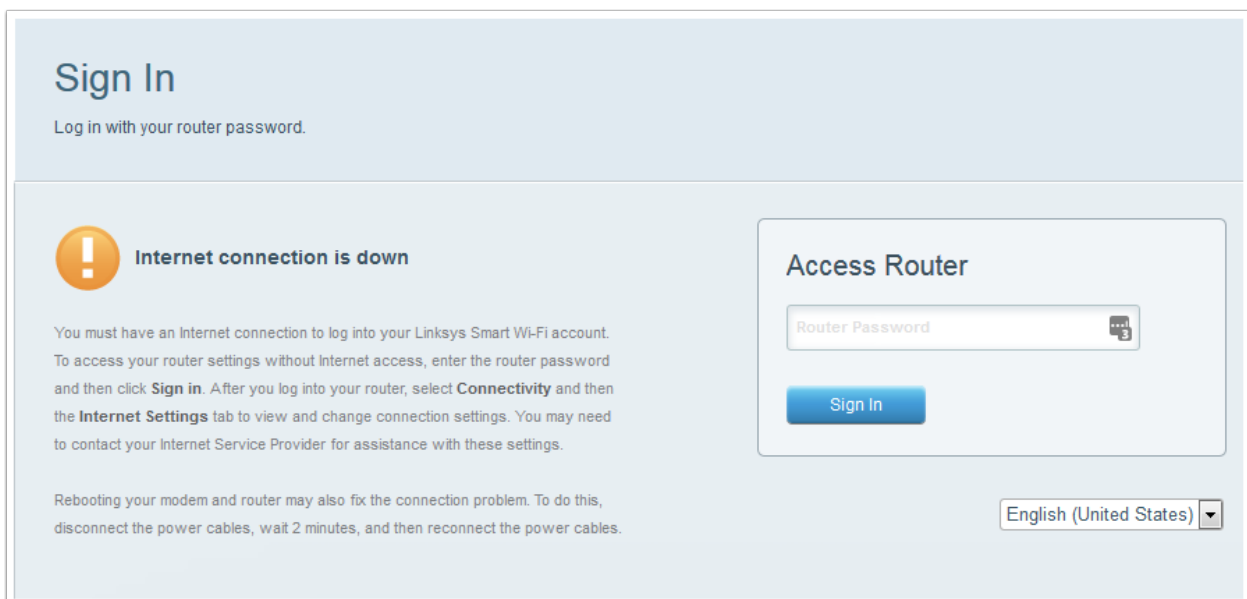 Sign In
Log in with your router password.
Internet connection is down
You must have an Internet connection to log into your Linksys Smart Wi-Fi account.
To access your router settings without Internet access, enter the router password
and then click Sign in. After you log into your router, select Connectivity and then
the Internet Settings tab to view and change connection settings. You may need
to contact your Internet Service Provider for assistance with these settings.
Rebooting your modem and router may also fix the connection problem. To do this,
disconnect the power cables, wait 2 minutes, and then reconnect the power cables.
Access Router
Router Password
3
Sign In
English (United States)